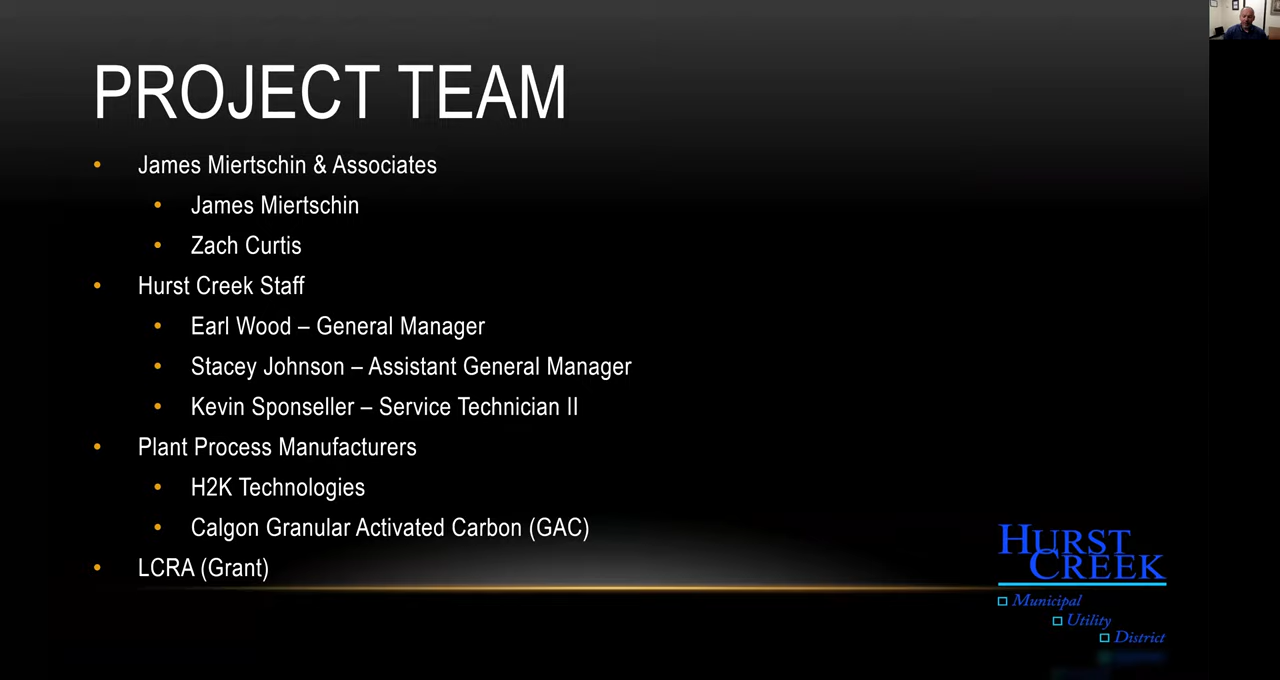 PROJECT TEAM
• James Miertschin & Associates
• James Miertschin
• Zach Curtis
• Hurst Creek Staff
• Earl Wood – General Manager
• Stacey Johnson – Assistant General Manager
• Kevin Sponseller – Service Technician II
• Plant Process Manufacturers
• H2K Technologies
• Calgon Granular Activated Carbon (GAC)
• LCRA (Grant)
HURST
CREEK
Municipal
Utility
District